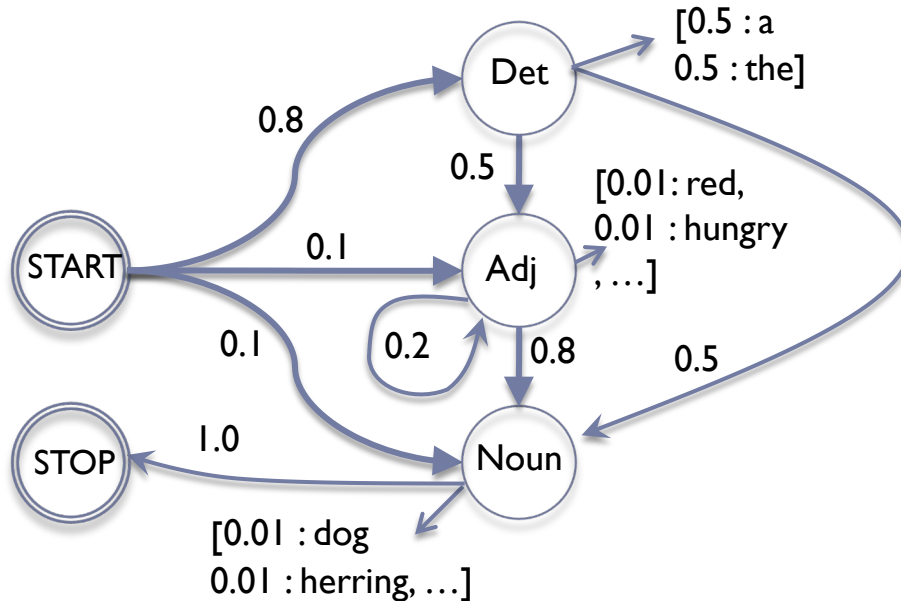 [0.5 : a
Det
0.5 : the]
0.8
0.5
[0.01: red,
0.01 : hungry
, ...]
0.1
START
Adj
0.1
0.2
0.8
0.5
1.0
STOP
Noun
[0.01 : dog
0.01 : herring, ...]